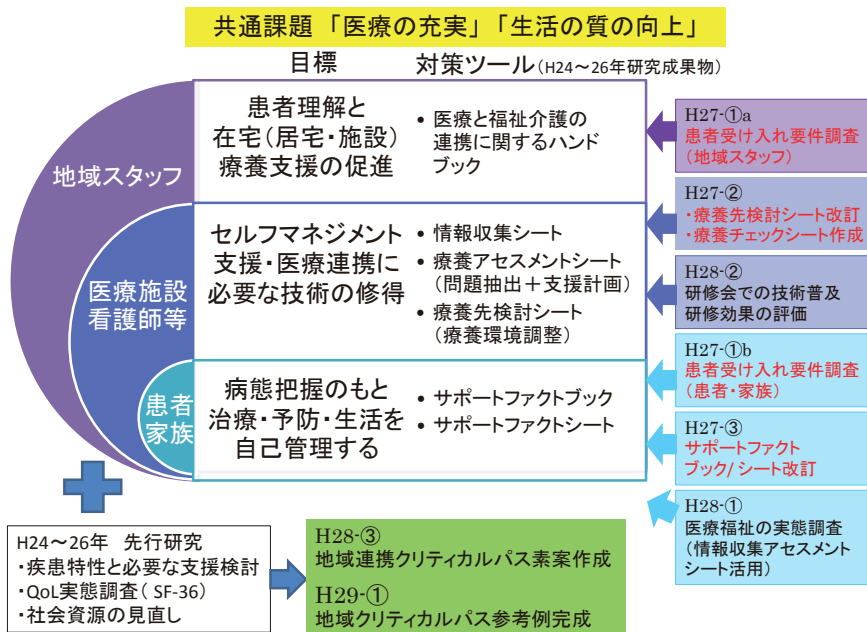 共通課題 「医療の充実」「生活の質の向上」
目標
対策ツール(H24～26年研究成果物)
地域スタッフ
患者理解と
在宅(居宅・施設)
療養支援の促進
• 医療と福祉介護の
連携に関するハンド
ブック
医療施設
看護師等
セルフマネジメント
支援・医療連携に
必要な技術の修得
• 情報収集シート
• 療養アセスメントシート
(問題抽出＋支援計画)
• 療養先検討シート
(療養環境調整)
患者
家族
病態把握のもと
治療・予防・生活を
自己管理する
• サポートファクトブック
• サポートファクトシート
H27-①a
患者受け入れ要件調査
(地域スタッフ)
H27-②
・療養先検討シート改訂
・療養チェックシート作成
H28-②
研修会での技術普及
研修効果の評価
H27-①b
患者受け入れ要件調査
(患者・家族)
H27-③
サポートファクト
ブック/シート改訂
H28-①
医療福祉の実態調査
(情報収集アセスメント
シート活用)
H24～26年 先行研究
・疾患特性と必要な支援検討
・QoL実態調査( SF-36)
・社会資源の見直し
H28-③
地域連携クリティカルパス素案作成
H29-①
地域クリティカルパス参考例完成